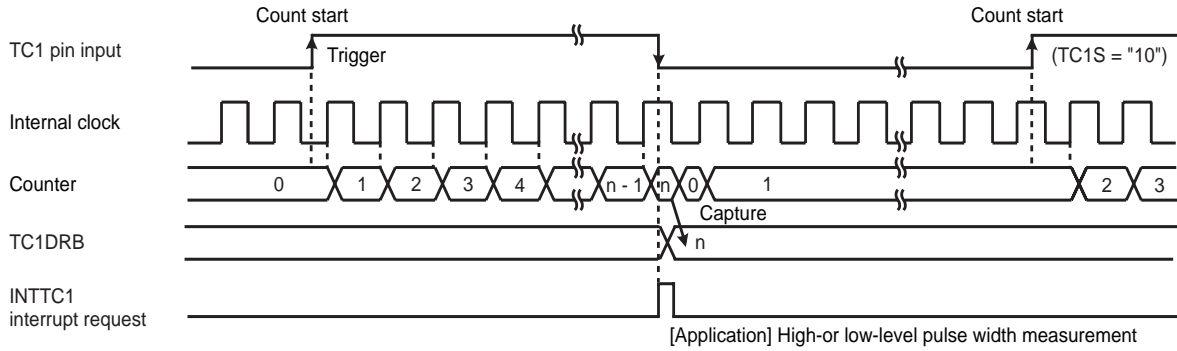 Count start Count start
TC1 pin input Trigger (TC1S = "10")
Internal clock
Counter 0 1 2 3 4 n - 1 n 0 1 2 3
Capture
TC1DRB n
INTTC1
interrupt request
[Application] High-or low-level pulse width measurement